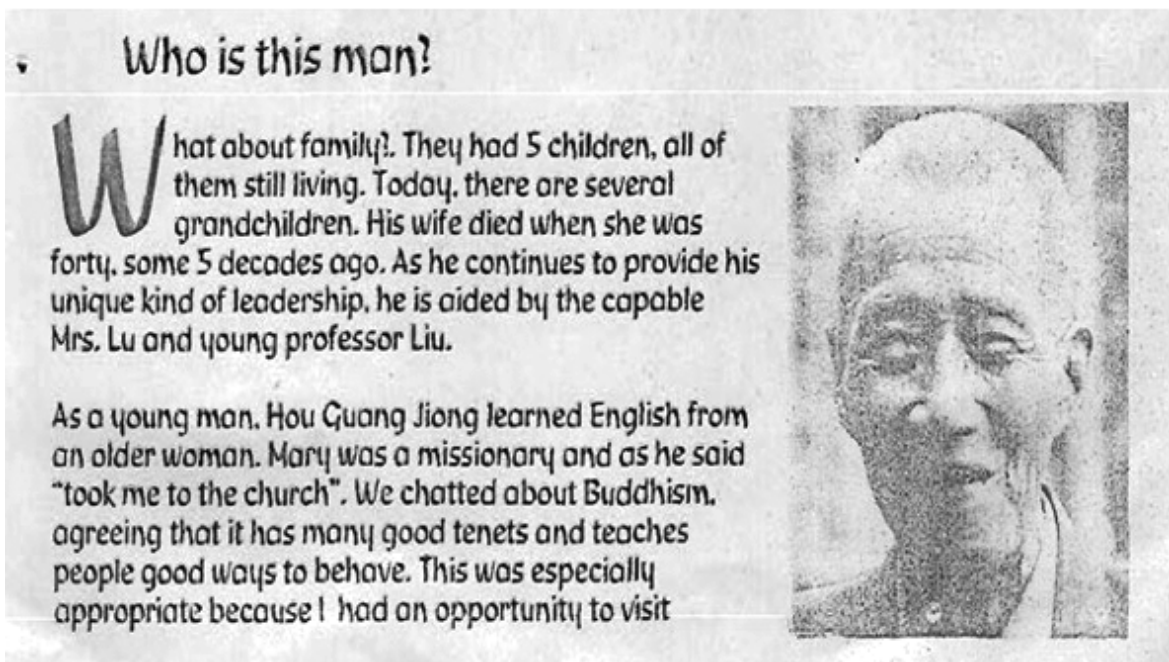 Who is this man?
What about family?. They had 5 children, all of
them still living. Today, there are several
grandchildren. His wife died when she was
forty, some 5 decades ago. As he continues to provide his
unique kind of leadership, he is aided by the capable
Mrs. Lu and young professor Liu.
As a young man, Hou Guang Jiong learned English from
an older woman. Mary was a missionary and as he said
"took me to the church". We chatted about Buddhism,
agreeing that it has many good tenets and teaches
people good ways to behave. This was especially
appropriate because I had an opportunity to visit